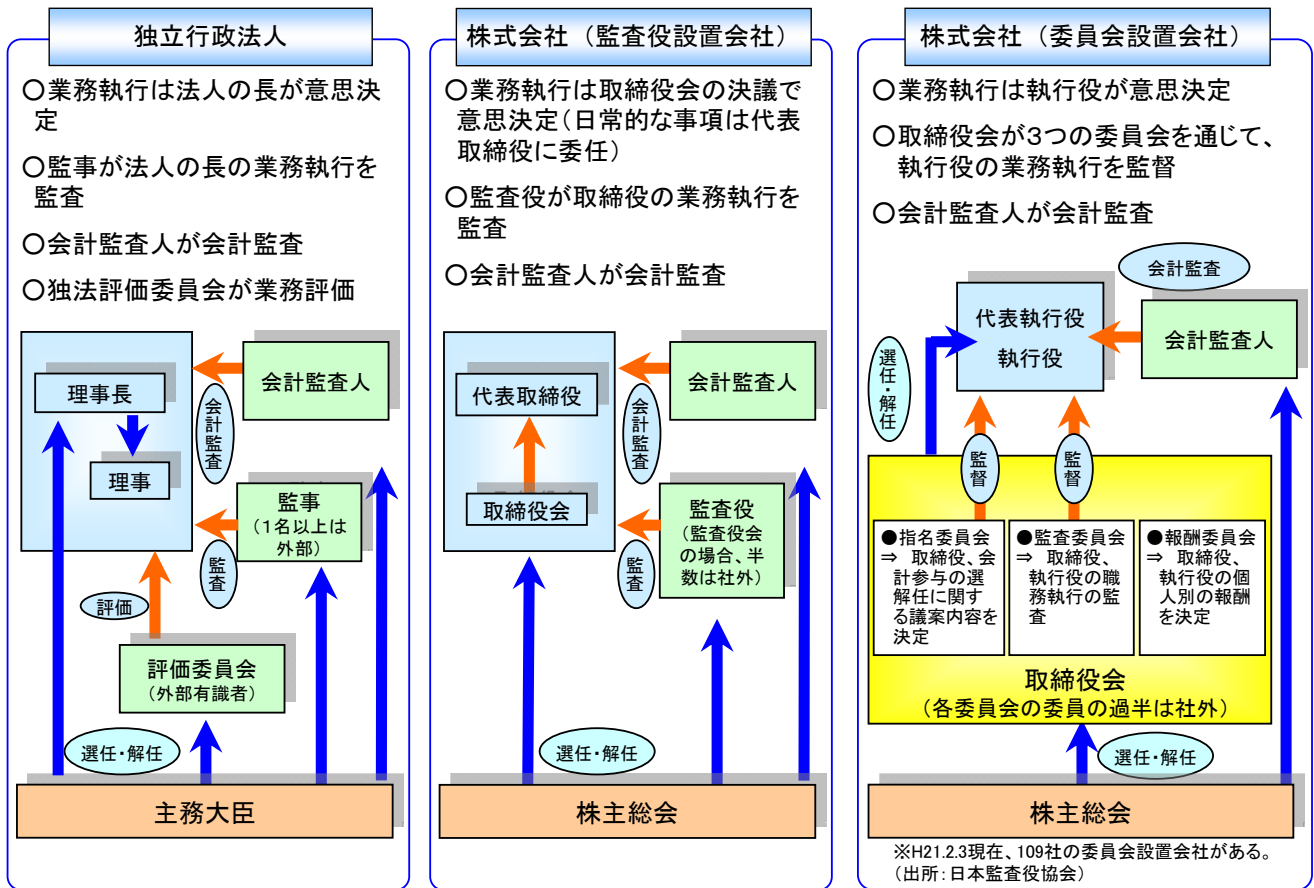 独立行政法人
○業務執行は法人の長が意思決
定
○監事が法人の長の業務執行を
監査
○会計監査人が会計監査
○独法評価委員会が業務評価
理事長
理事
会計監査人
会計監査
監事
(1名以上は
外部)
監査
評価
評価委員会
(外部有識者)
選任・解任
主務大臣
株式会社（監査役設置会社）
○業務執行は取締役会の決議で
意思決定(日常的な事項は代表
取締役に委任)
○監査役が取締役の業務執行を
監査
○会計監査人が会計監査
代表取締役
取締役会
会計監査人
会計監査
監査役
(監査役会
の場合、半
数は社外)
監査
選任・解任
株主総会
株式会社（委員会設置会社）
○業務執行は執行役が意思決定
○取締役会が3つの委員会を通じて、
執行役の業務執行を監督
○会計監査人が会計監査
会計監査
代表執行役
執行役
会計監査人
選任・解任
監督
監督
●指名委員会
⇒ 取締役、会
計参与の選
解任に関す
る議案内容を
決定
●監査委員会
⇒ 取締役、
執行役の職
務執行の監
査
●報酬委員会
⇒ 取締役、
執行役の個
人別の報酬
を決定
取締役会
(各委員会の委員の過半は社外)
選任・解任
株主総会
※H21.2.3現在、109社の委員会設置会社がある。
(出所:日本監査役協会)